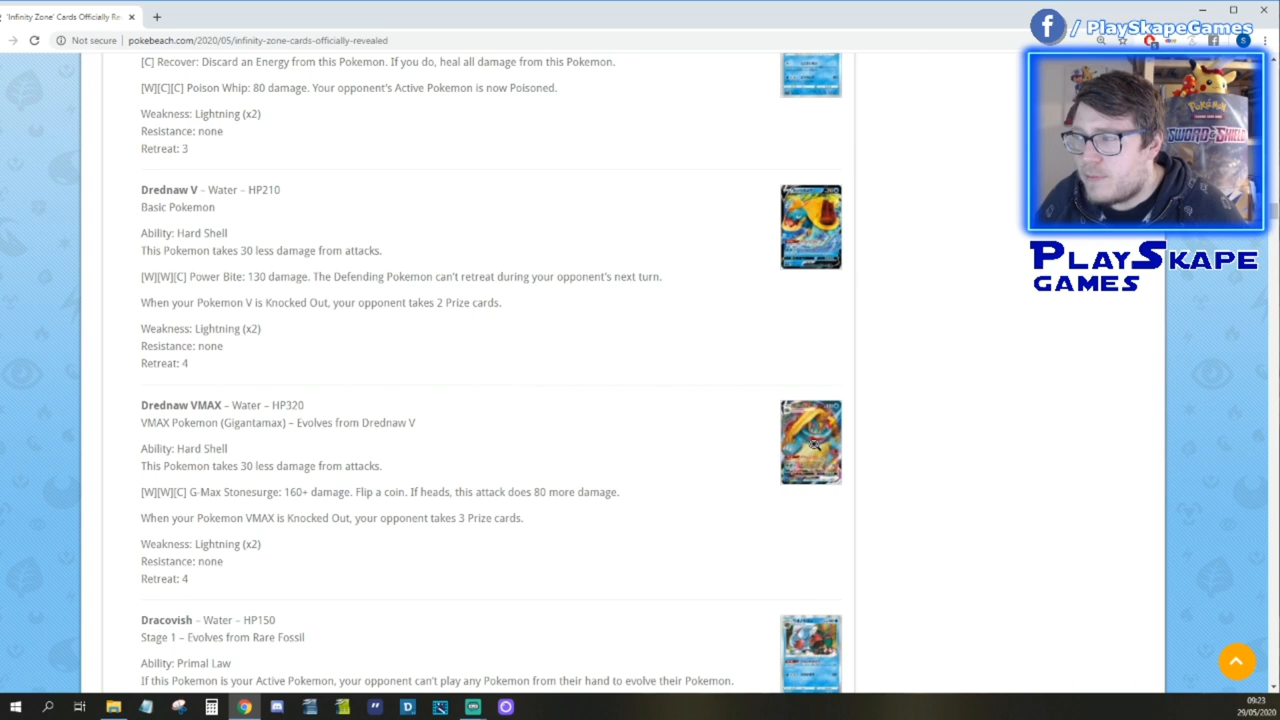 'Infinity Zone' Cards Officially Re
Not secure
pokebeach.com/2020/05/infinity-zone-cards-officially-revealed
/ PlaySkapeGames
[C] Recover: Discard an Energy from this Pokemon. If you do, heal all damage from this Pokemon.
[W][C][C] Poison Whip: 80 damage. Your opponent's Active Pokemon is now Poisoned.
Weakness: Lightning (x2)
Resistance: none
Retreat: 3
POKÉMON
SWORD & SHIELD
Drednaw V – Water – HP210
Basic Pokemon
Ability: Hard Shell
This Pokemon takes 30 less damage from attacks.
[W][W][C] Power Bite: 130 damage. The Defending Pokemon can't retreat during your opponent's next turn.
When your Pokemon V is Knocked Out, your opponent takes 2 Prize cards.
Weakness: Lightning (x2)
Resistance: none
Retreat: 4
PLAYSKAPE
GAMES
Drednaw VMAX – Water – HP320
VMAX Pokemon (Gigantamax) – Evolves from Drednaw V
Ability: Hard Shell
This Pokemon takes 30 less damage from attacks.
[W][W][C] G-Max Stonesurge: 160+ damage. Flip a coin. If heads, this attack does 80 more damage.
When your Pokemon VMAX is Knocked Out, your opponent takes 3 Prize cards.
Weakness: Lightning (x2)
Resistance: none
Retreat: 4
Dracovish – Water – HP150
Stage 1 – Evolves from Rare Fossil
Ability: Primal Law
If this Pokemon is your Active Pokemon, your opponent can't play any Pokemon from their hand to evolve their Pokemon.
09:23
29/05/2020